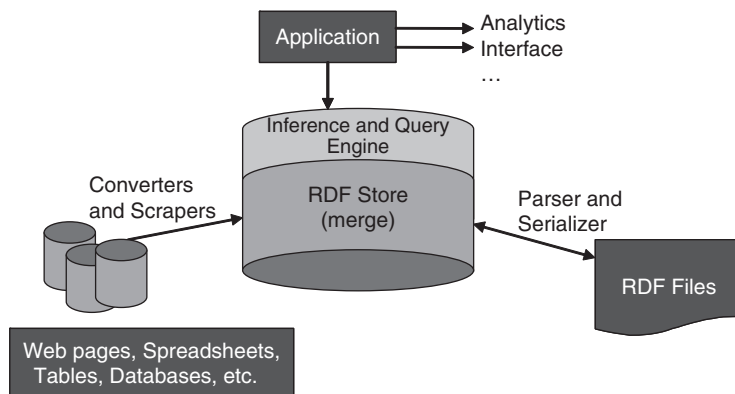 Application
Analytics
Interface
…
Inference and Query
Engine
RDF Store
(merge)
Converters
and Scrapers
Parser and
Serializer
RDF Files
Web pages, Spreadsheets,
Tables, Databases, etc.